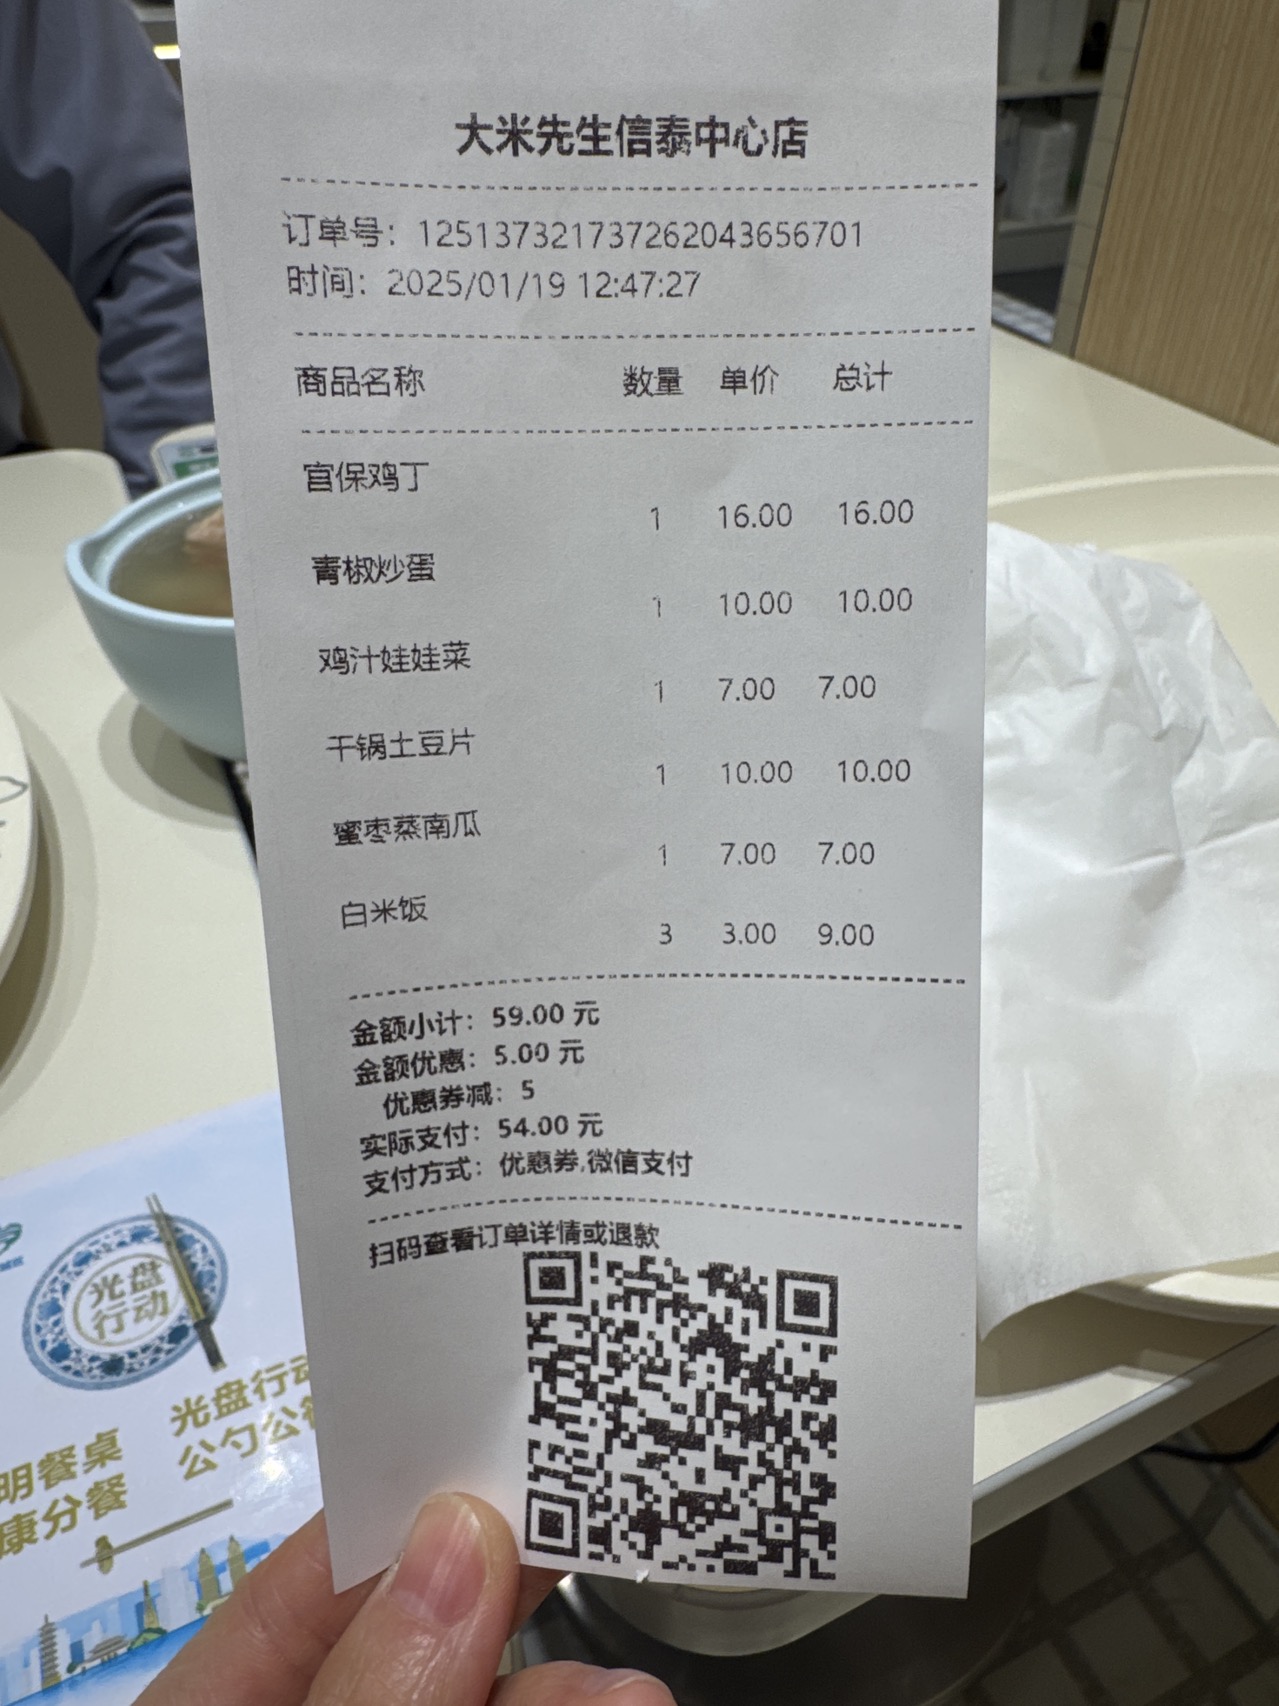 大米先生信泰中心店
订单号：125137321737262043656701
时间：2025/01/19 12:47:27
商品名称 数量 单价 总计
宫保鸡丁
1 16.00 16.00
青椒炒蛋
1 10.00 10.00
鸡汁娃娃菜
1 7.00 7.00
干锅土豆片
1 10.00 10.00
蜜枣蒸南瓜
1 7.00 7.00
白米饭
3 3.00 9.00
金额小计：59.00 元
金额优惠：5.00 元
优惠券减：5
实际支付：54.00 元
支付方式：优惠券,微信支付
扫码查看订单详情或退款
光盘
行动
光盘行动
公勺公
明餐桌
康分餐